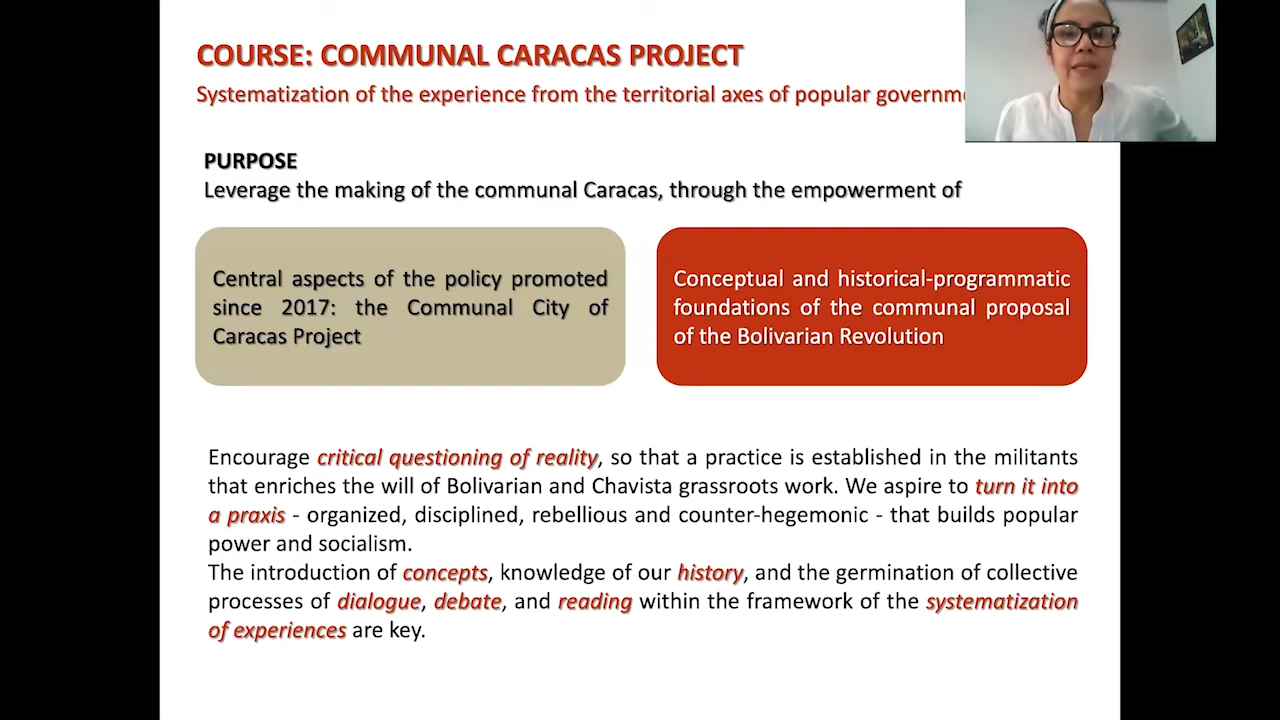 COURSE: COMMUNAL CARACAS PROJECT
Systematization of the experience from the territorial axes of popular
PURPOSE
Leverage the making of the communal Caracas, through the empowerment of
Central aspects of the policy promoted
since 2017: the Communal City of
Caracas Project
Conceptual and historical-programmatic
foundations of the communal proposal
of the Bolivarian Revolution
Encourage critical questioning of reality, so that a practice is established in the militants
that enriches the will of Bolivarian and Chavista grassroots work. We aspire to turn it into
a praxis - organized, disciplined, rebellious and counter-hegemonic - that builds popular
power and socialism.
The introduction of concepts, knowledge of our history, and the germination of collective
processes of dialogue, debate, and reading within the framework of the systematization
of experiences are key.